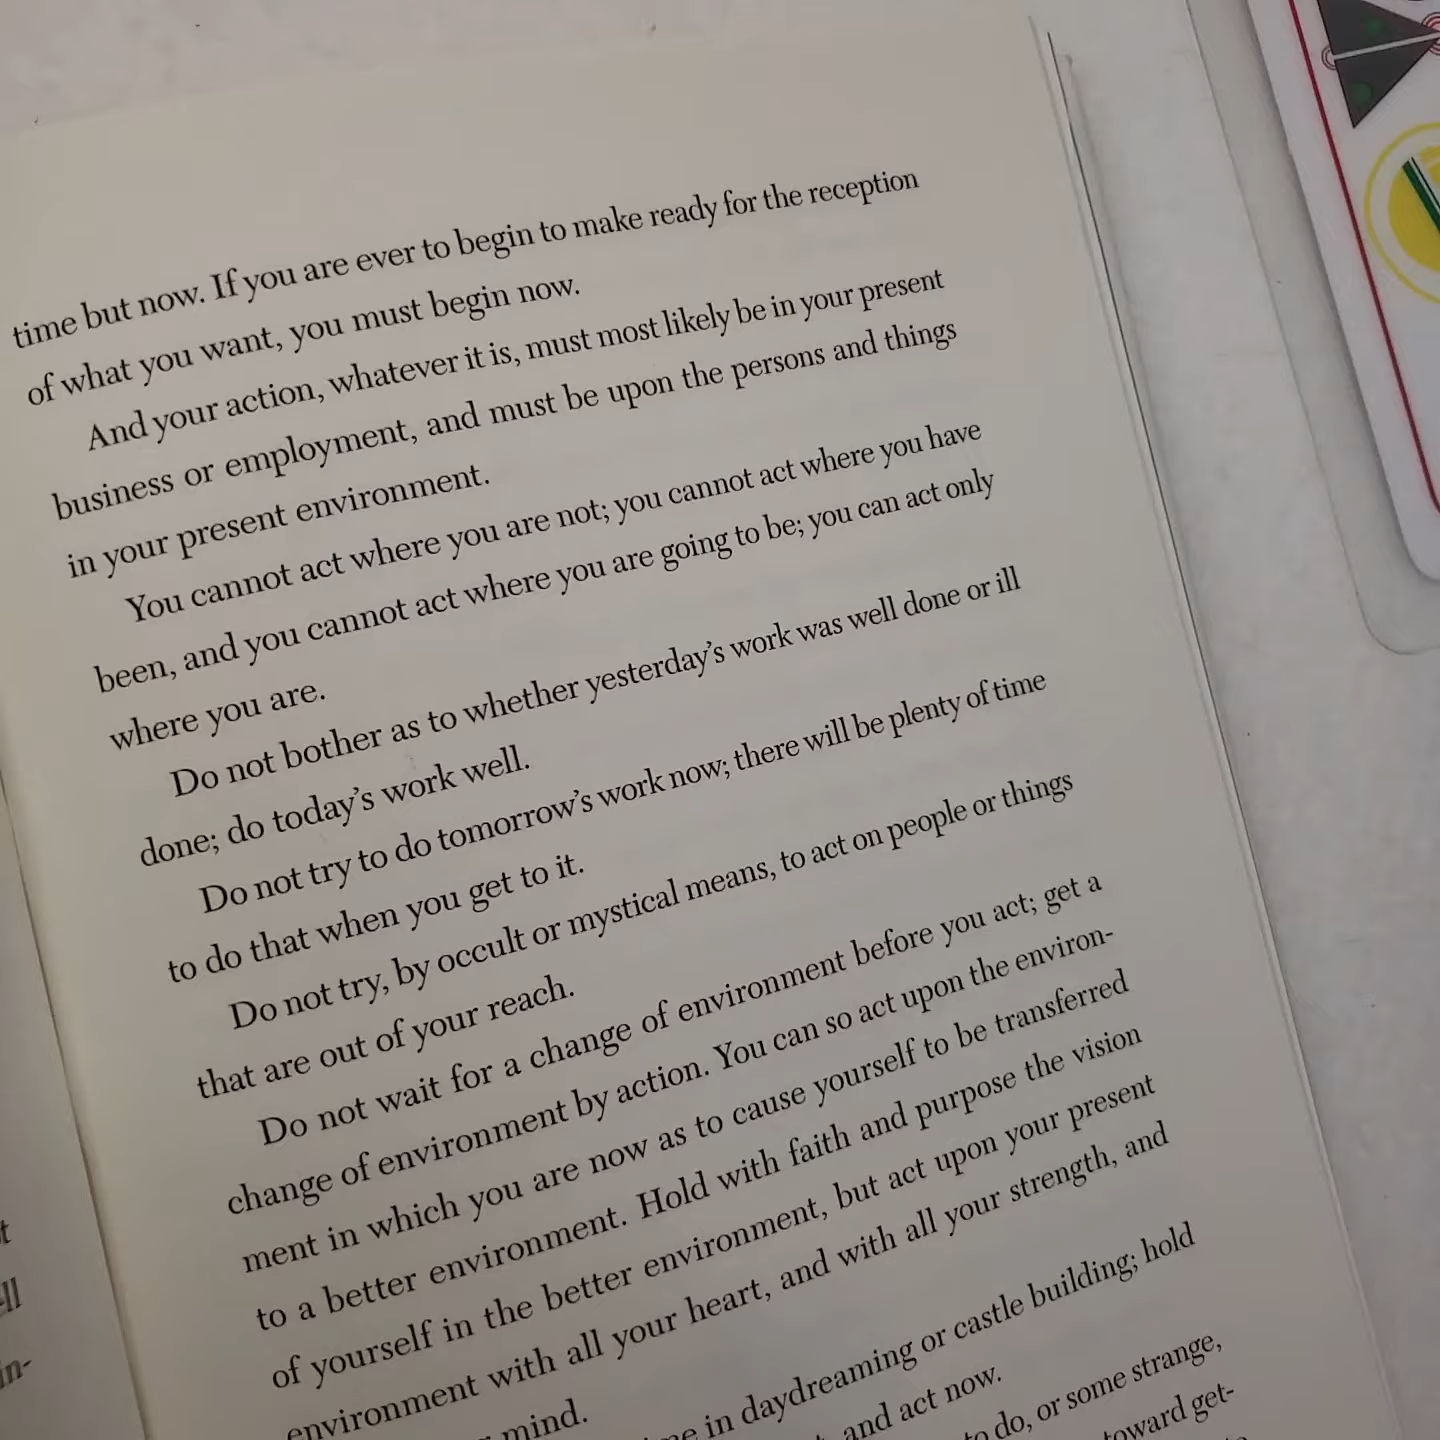 time but now. If you are ever to begin to make ready for the reception
of what you want, you must begin now.
And your action, whatever it is, must most likely be in your present
business or employment, and must be upon the persons and things
in your present environment.
You cannot act where you are not; you cannot act where you have
been, and you cannot act where you are going to be; you can act only
where you are.
Do not bother as to whether yesterday's work was well done or ill
done; do today's work well.
Do not try to do tomorrow's work now; there will be plenty of time
to do that when you get to it.
Do not try, by occult or mystical means, to act on people or things
that are out of your reach.
Do not wait for a change of environment before you act; get a
change of environment by action. You can so act upon the environ-
ment in which you are now as to cause yourself to be transferred
to a better environment. Hold with faith and purpose the vision
of yourself in the better environment, but act upon your present
environment with all your heart, and with all your strength, and
mind.
in daydreaming or castle building; hold
and act now.
to do, or some strange,
toward get-